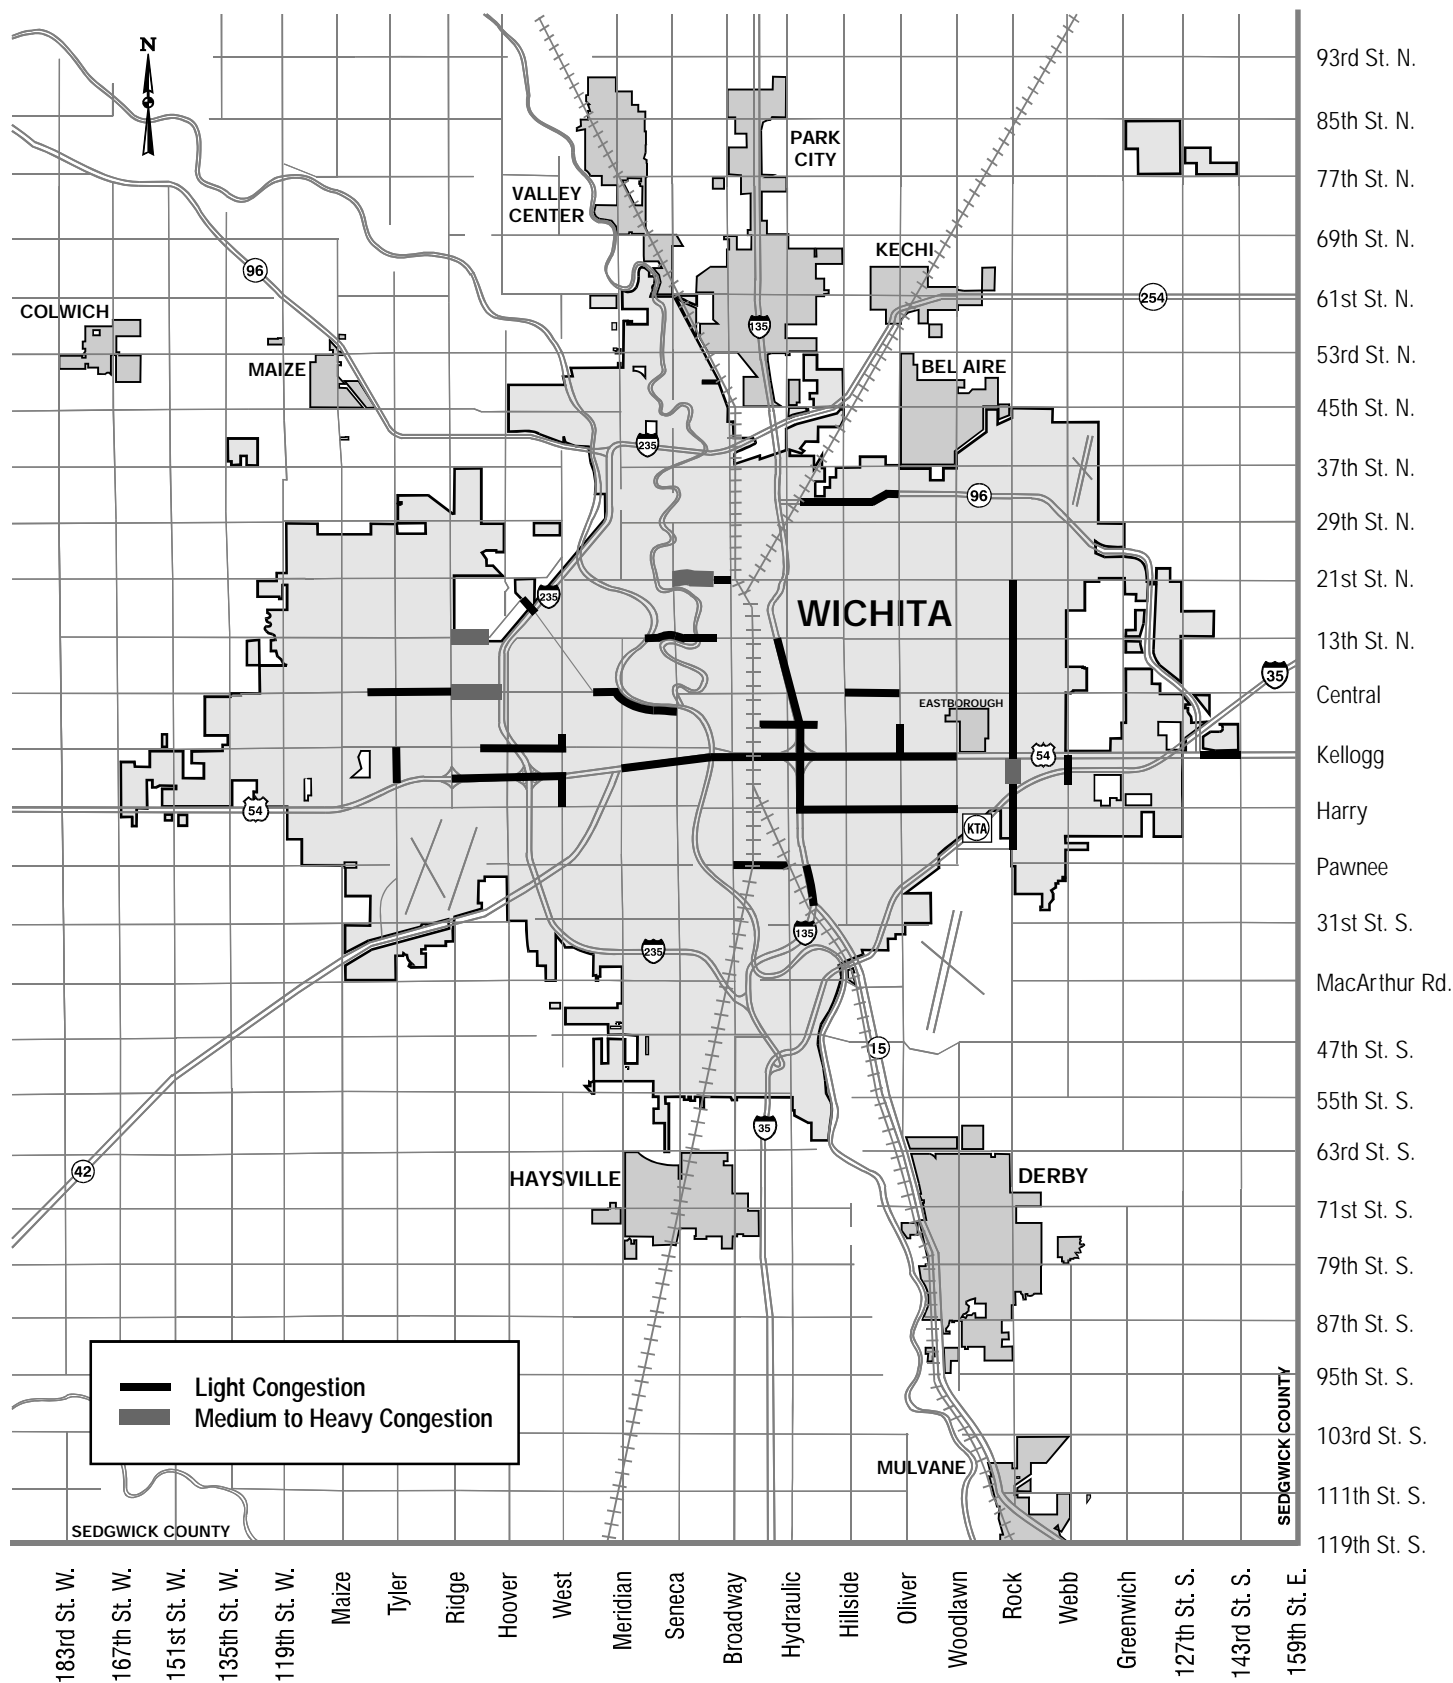 N
93rd St. N.
85th St. N.
PARK
CITY
77th St. N.
VALLEY
CENTER
69th St. N.
KECHI
96
61st St. N.
254
COLWICH
135
53rd St. N.
MAIZE
BEL AIRE
45th St. N.
235
37th St. N.
96
29th St. N.
21st St. N.
235
WICHITA
13th St. N.
35
Central
EASTBOROUGH
54
Kellogg
54
Harry
KTA
Pawnee
31st St. S.
135
235
MacArthur Rd.
15
47th St. S.
55th St. S.
35
63rd St. S.
42
HAYSVILLE
DERBY
71st St. S.
79th St. S.
87th St. S.
95th St. S.
Light Congestion
Medium to Heavy Congestion
103rd St. S.
SEDGWICK COUNTY
MULVANE
111th St. S.
SEDGWICK COUNTY
119th St. S.
183rd St. W.
167th St. W.
151st St. W.
135th St. W.
119th St. W.
Maize
Tyler
Ridge
Hoover
West
Meridian
Seneca
Broadway
Hydraulic
Hillside
Oliver
Woodlawn
Rock
Webb
Greenwich
127th St. S.
143rd St. S.
159th St. E.